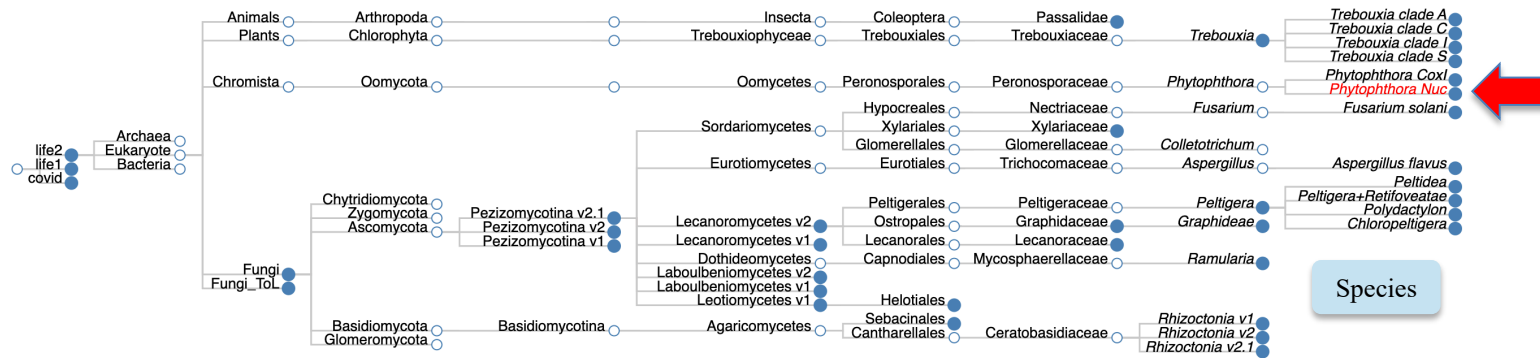 Animals Arthropoda Insecta Coleoptera Passalidae
Trebouxia clade A
Plants Chlorophyta Trebouxiophyceae Trebouxiales Trebouxiaceae Trebouxia
Trebouxia clade C
Trebouxia clade I
Trebouxia clade S
Chromista Oomycota Oomycetes Peronosporales Peronosporaceae Phytophthora
Phytophthora CoxI
Phytophthora Nuc
Hypocreales Nectriaceae Fusarium Fusarium solani
Sordariomycetes Xylariales Xylariaceae
Archaea
life2 Eukaryote
Glomerellales Glomerellaceae Colletotrichum
life1 Bacteria
Eurotiomycetes Eurotiales Trichocomaceae Aspergillus Aspergillus flavus
covid
Peltidea
Chytridiomycota
Peltigerales Peltigeraceae Peltigera
Peltigera+Retifoveatae
Zygomycota Pezizomycotina v2.1
Polydactylon
Ascomycota Pezizomycotina v2
Lecanoromycetes v2 Ostropales Graphidaceae Graphideae
Chloropeltigera
Pezizomycotina v1
Lecanoromycetes v1 Lecanorales Lecanoraceae
Dothideomycetes Capnodiales Mycosphaerellaceae Ramularia
Fungi
Laboulbeniomycetes v2
Fungi_ToL
Laboulbeniomycetes v1
Species
Leotiomycetes v1 Helotiales
Sebacinales
Rhizoctonia v1
Basidiomycota Basidiomycotina Agaricomycetes
Cantharellales Ceratobasidiaceae Rhizoctonia v2
Glomeromycota
Rhizoctonia v2.1